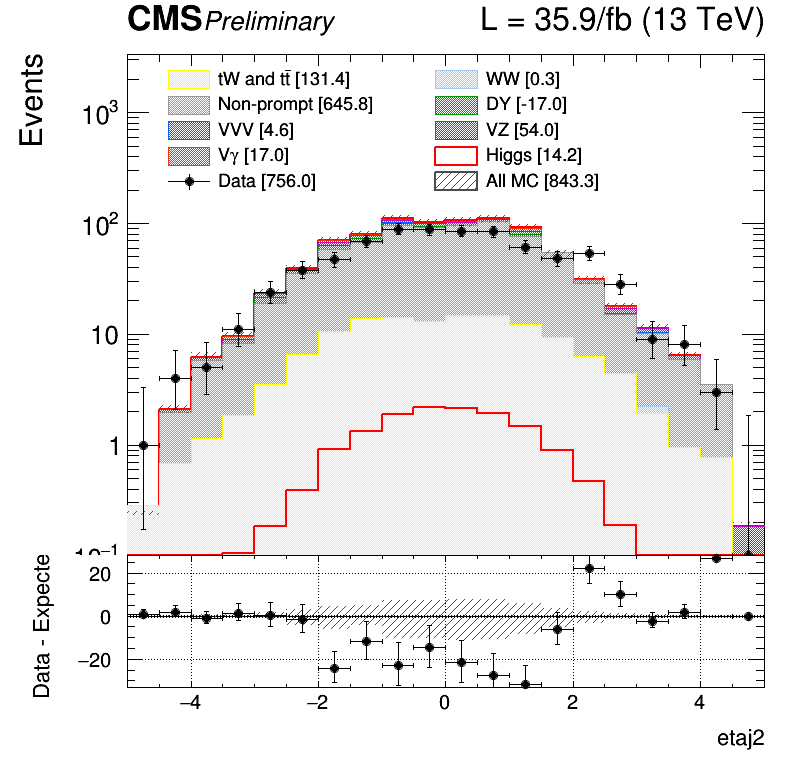 CMS Preliminary L = 35.9/fb (13 TeV)
Events
tW and tt̄ [131.4] WW [0.3]
Non-prompt [645.8] DY [-17.0]
VVV [4.6] VZ [54.0]
Vγ [17.0] Higgs [14.2]
Data [756.0] All MC [843.3]
10³
10²
10
1
10⁻¹
Data - Expecte
20
0
−20
−4 −2 0 2 4
etaj2